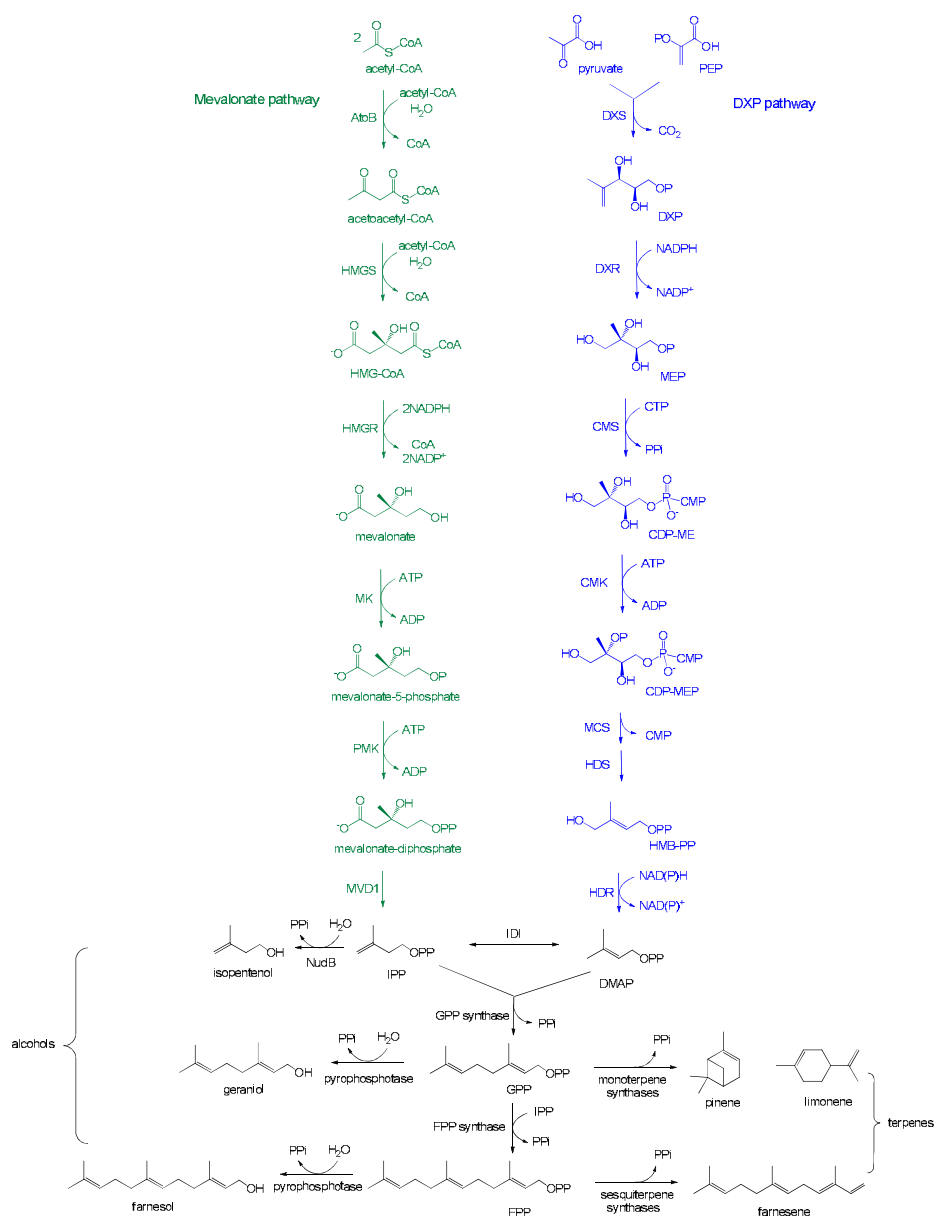 2
O
S
CoA
acetyl-CoA
O
OH
O
pyruvate
PO
O
OH
PEP
Mevalonate pathway
DXP pathway
AtoB
acetyl-CoA
H2O
CoA
DXS
CO2
O
O
S
CoA
acetoacetyl-CoA
OH
OP
OH
DXP
HMGS
acetyl-CoA
H2O
CoA
DXR
NADPH
NADP+
O
-O
OH
O
S
CoA
HMG-CoA
HO
OH
OP
OH
MEP
HMGR
2NADPH
CoA
2NADP+
CMS
CTP
PPi
O
-O
OH
OH
mevalonate
HO
OH
OH
O
P
O
O-
CMP
CDP-ME
MK
ATP
ADP
CMK
ATP
ADP
O
-O
OH
OP
mevalonate-5-phosphate
HO
OP
OH
O
P
O
O-
CMP
CDP-MEP
PMK
ATP
ADP
MCS
CMP
HDS
O
-O
OH
OPP
mevalonate-diphosphate
HO
OPP
HMB-PP
MVD1
HDR
NAD(P)H
NAD(P)+
OH
isopentenol
PPi
H2O
NudB
OPP
IPP
IDI
OPP
DMAP
GPP synthase
PPi
alcohols
OH
geraniol
PPi
H2O
pyrophosphotase
OPP
GPP
PPi
monoterpene
synthases
pinene
limonene
FPP synthase
IPP
PPi
terpenes
OH
farnesol
PPi
H2O
pyrophosphotase
OPP
FPP
PPi
sesquiterpene
synthases
farnesene